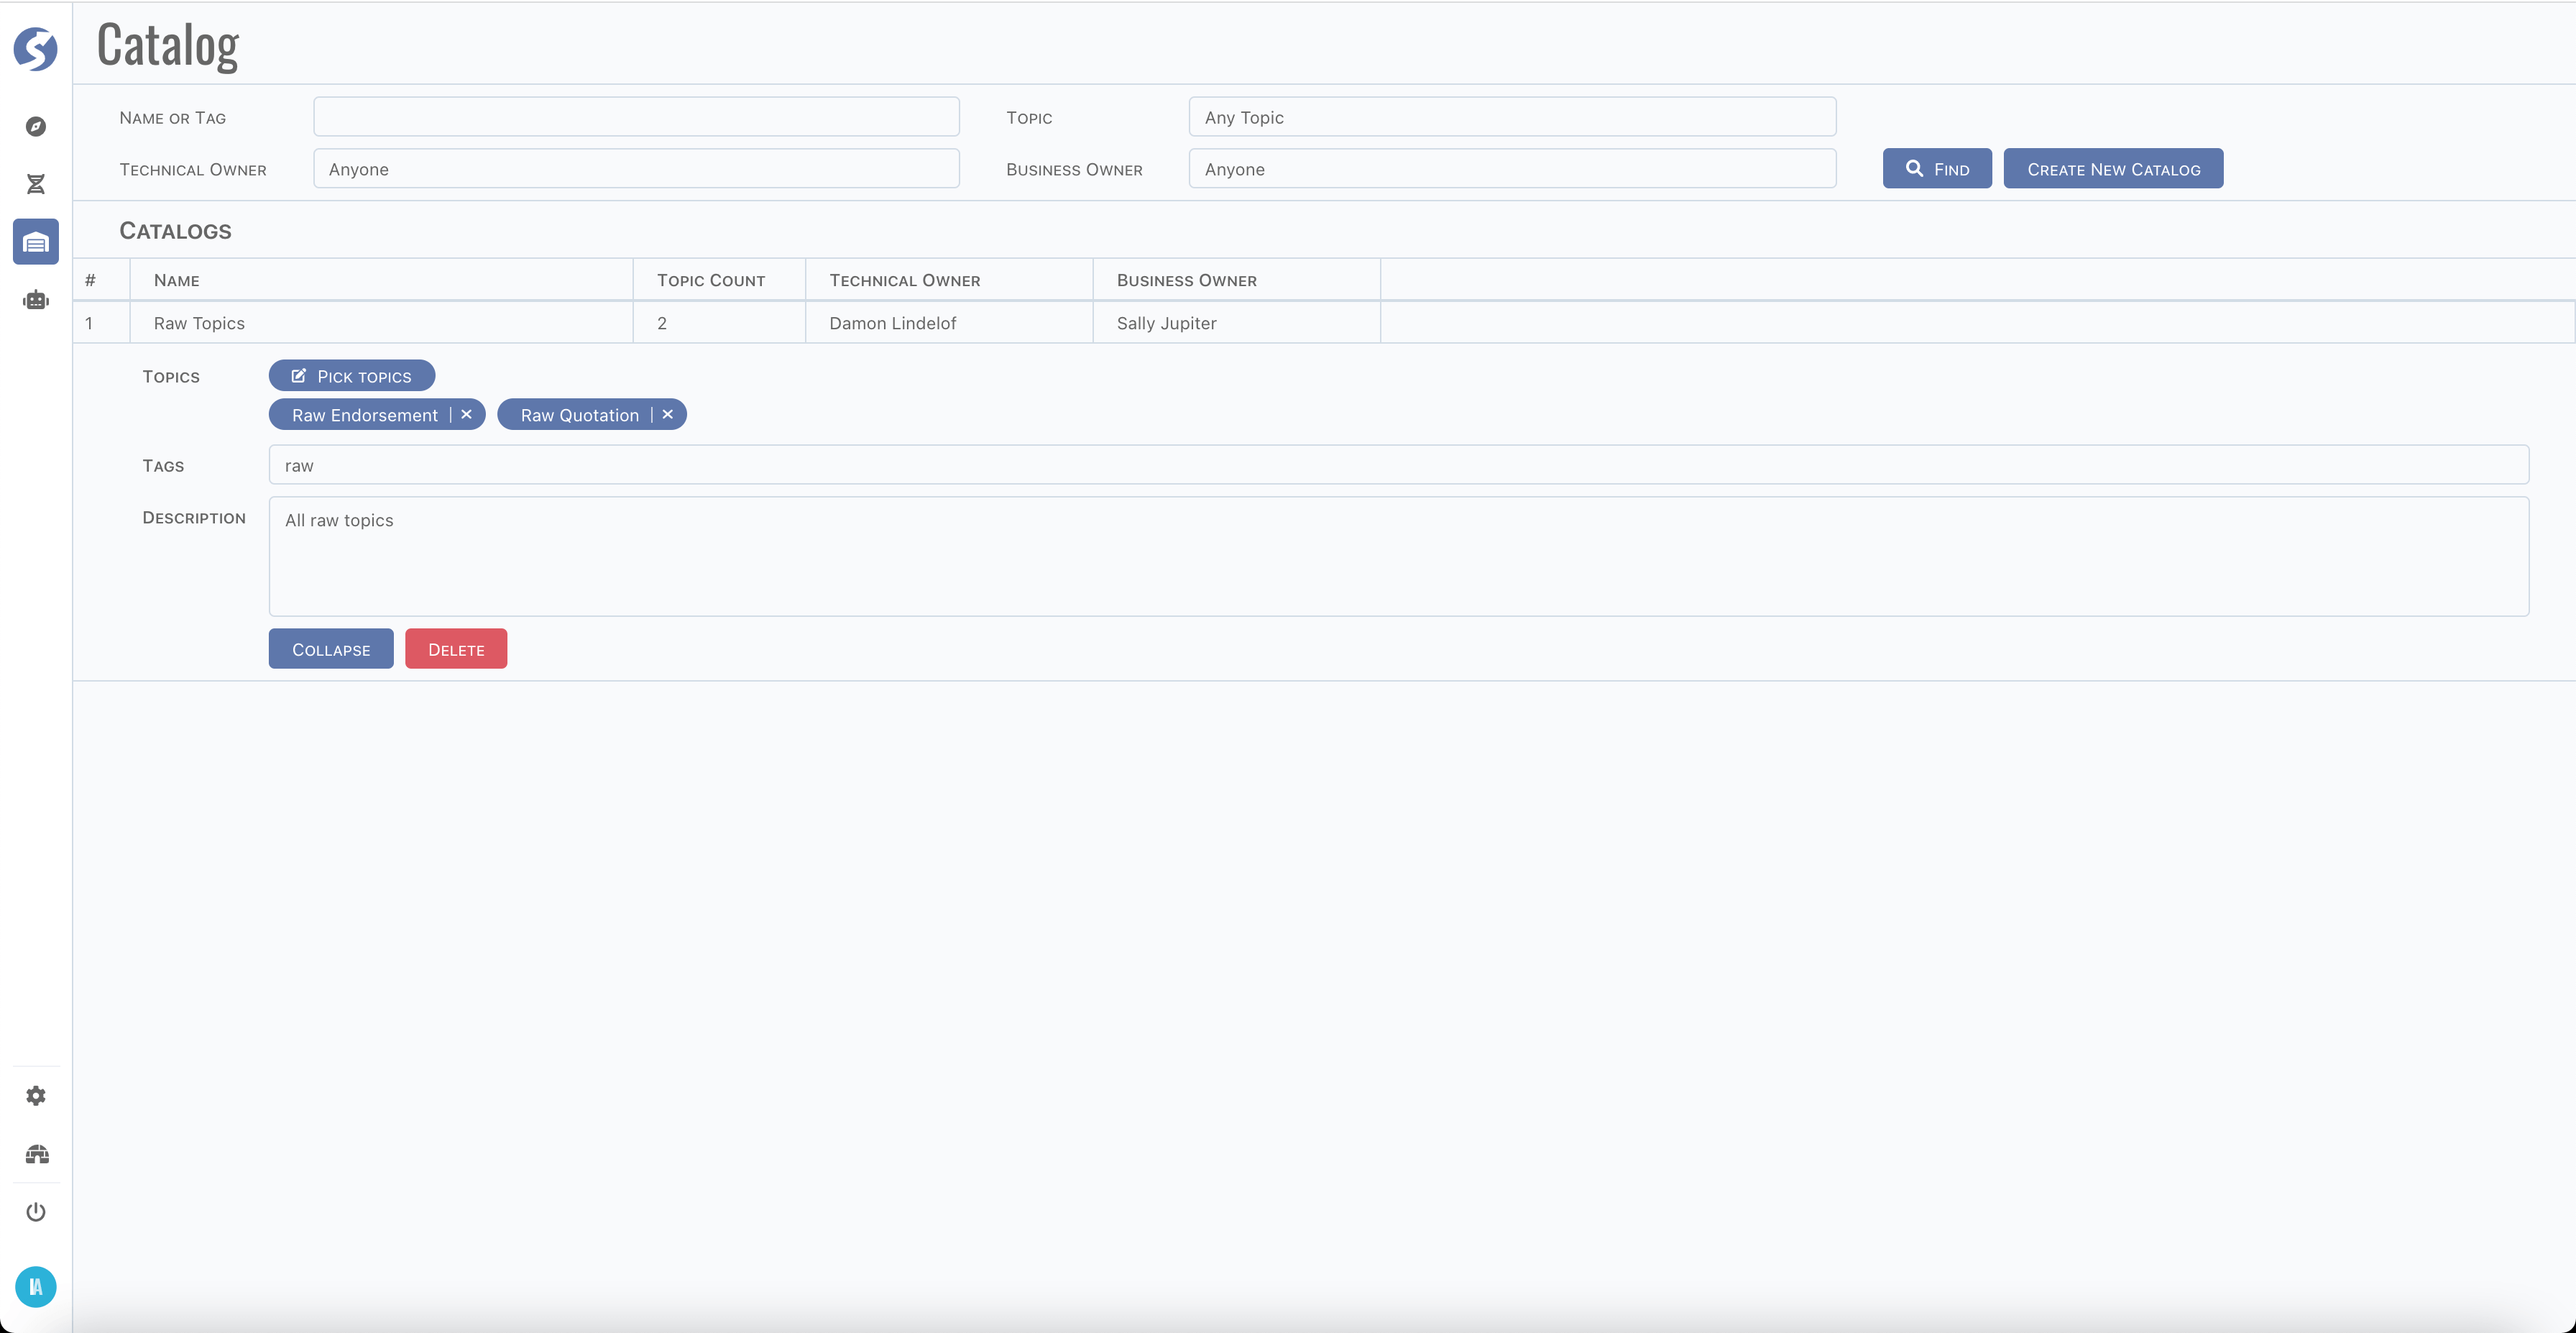 Catalog
Name or Tag
Topic Any Topic
Technical Owner Anyone
Business Owner Anyone
Find Create New Catalog
Catalogs
# Name Topic Count Technical Owner Business Owner
1 Raw Topics 2 Damon Lindelof Sally Jupiter
Topics Pick topics
Raw Endorsement Raw Quotation
Tags raw
Description All raw topics
Collapse Delete
IA